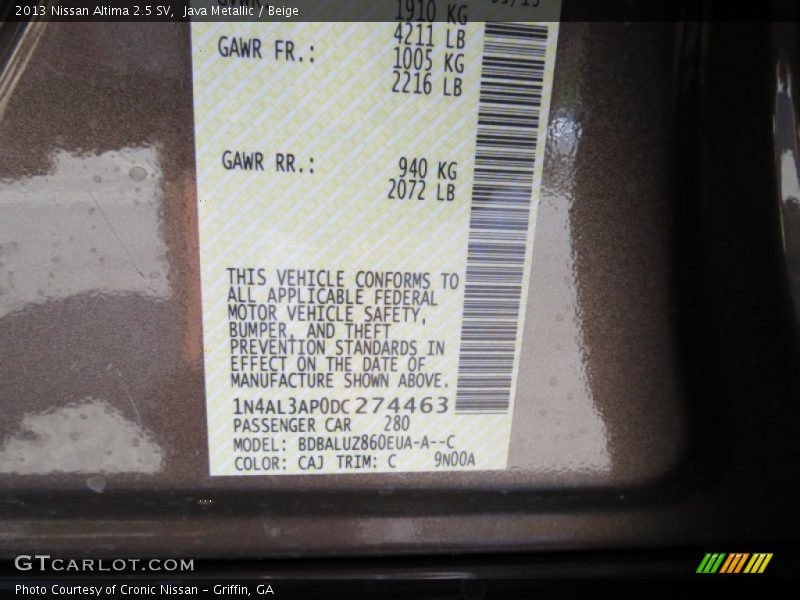 2013 Nissan Altima 2.5 SV, Java Metallic / Beige
1910 KG
4211 LB
GAWR FR.: 1005 KG
2216 LB
GAWR RR.: 940 KG
2072 LB
THIS VEHICLE CONFORMS TO
ALL APPLICABLE FEDERAL
MOTOR VEHICLE SAFETY,
BUMPER, AND THEFT
PREVENTION STANDARDS IN
EFFECT ON THE DATE OF
MANUFACTURE SHOWN ABOVE.
1N4AL3AP0DC274463
PASSENGER CAR 280
MODEL: BDBALUZ860EUA-A--C
COLOR: CAJ TRIM: C 9N00A
GTCARLOT.COM
Photo Courtesy of Cronic Nissan - Griffin, GA